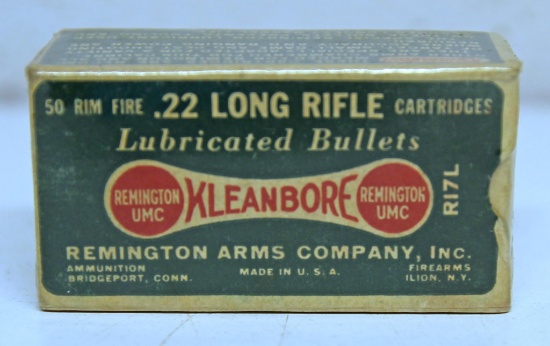 50 RIM FIRE .22 LONG RIFLE CARTRIDGES
Lubricated Bullets
REMINGTON UMC KLEANBORE REMINGTON UMC
R17L
REMINGTON ARMS COMPANY, INC.
AMMUNITION MADE IN U.S.A. FIREARMS
BRIDGEPORT, CONN. ILION, N.Y.